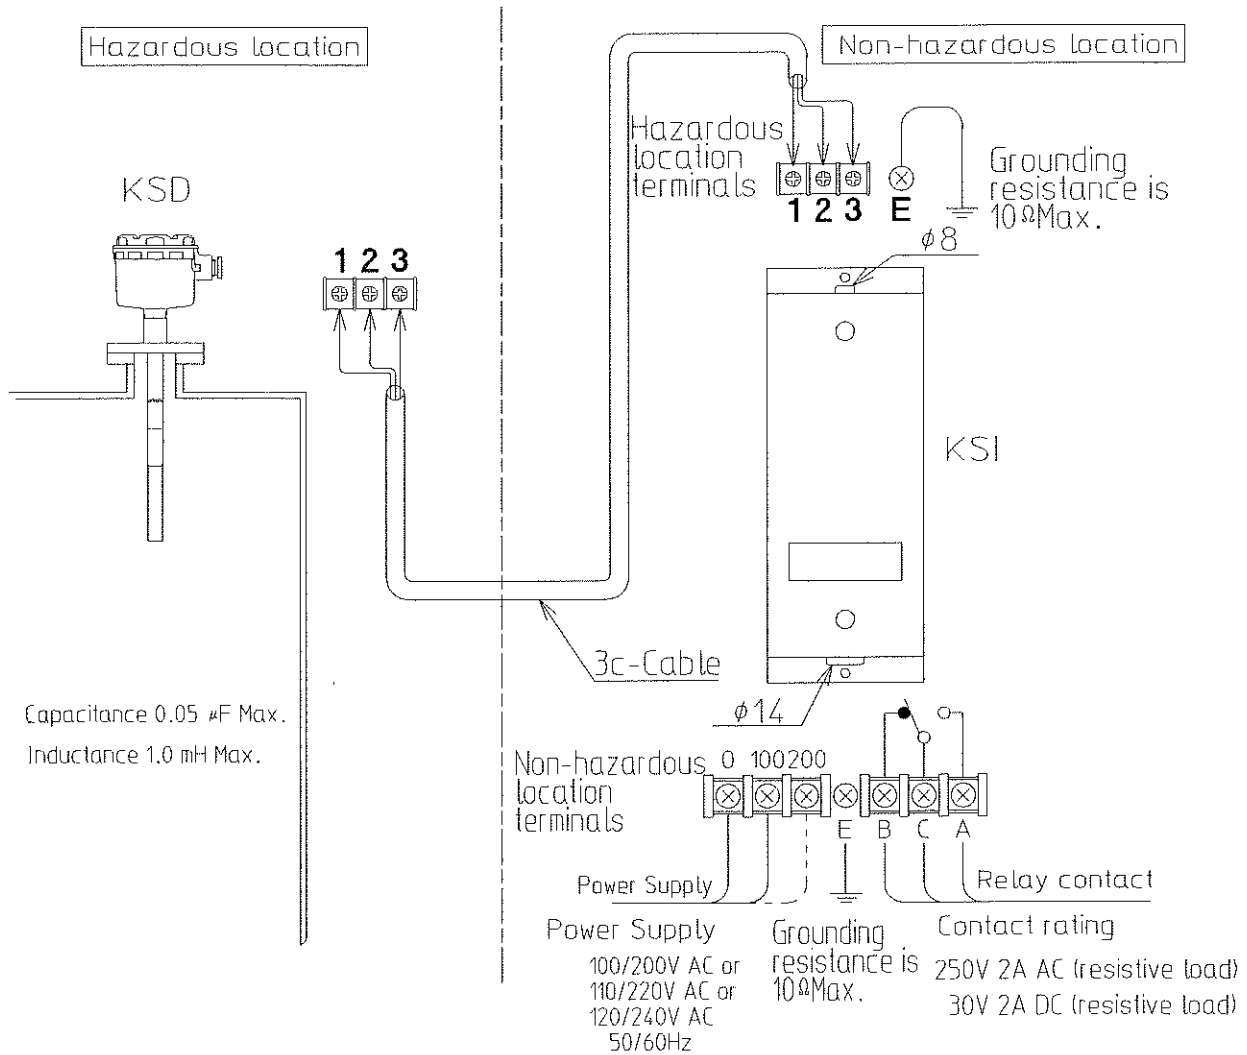 Hazardous location
Non-hazardous location
Hazardous
location
terminals
1 2 3 E
Grounding
resistance is
10ΩMax.
KSD
1 2 3
φ8
KSI
3c-Cable
φ14
Capacitance 0.05 μF Max.
Inductance 1.0 mH Max.
Non-hazardous
location
terminals
0 100 200
E B C A
Power Supply
Relay contact
Power Supply
100/200V AC or
110/220V AC or
120/240V AC
50/60Hz
Grounding
resistance is
10ΩMax.
Contact rating
250V 2A AC (resistive load)
30V 2A DC (resistive load)